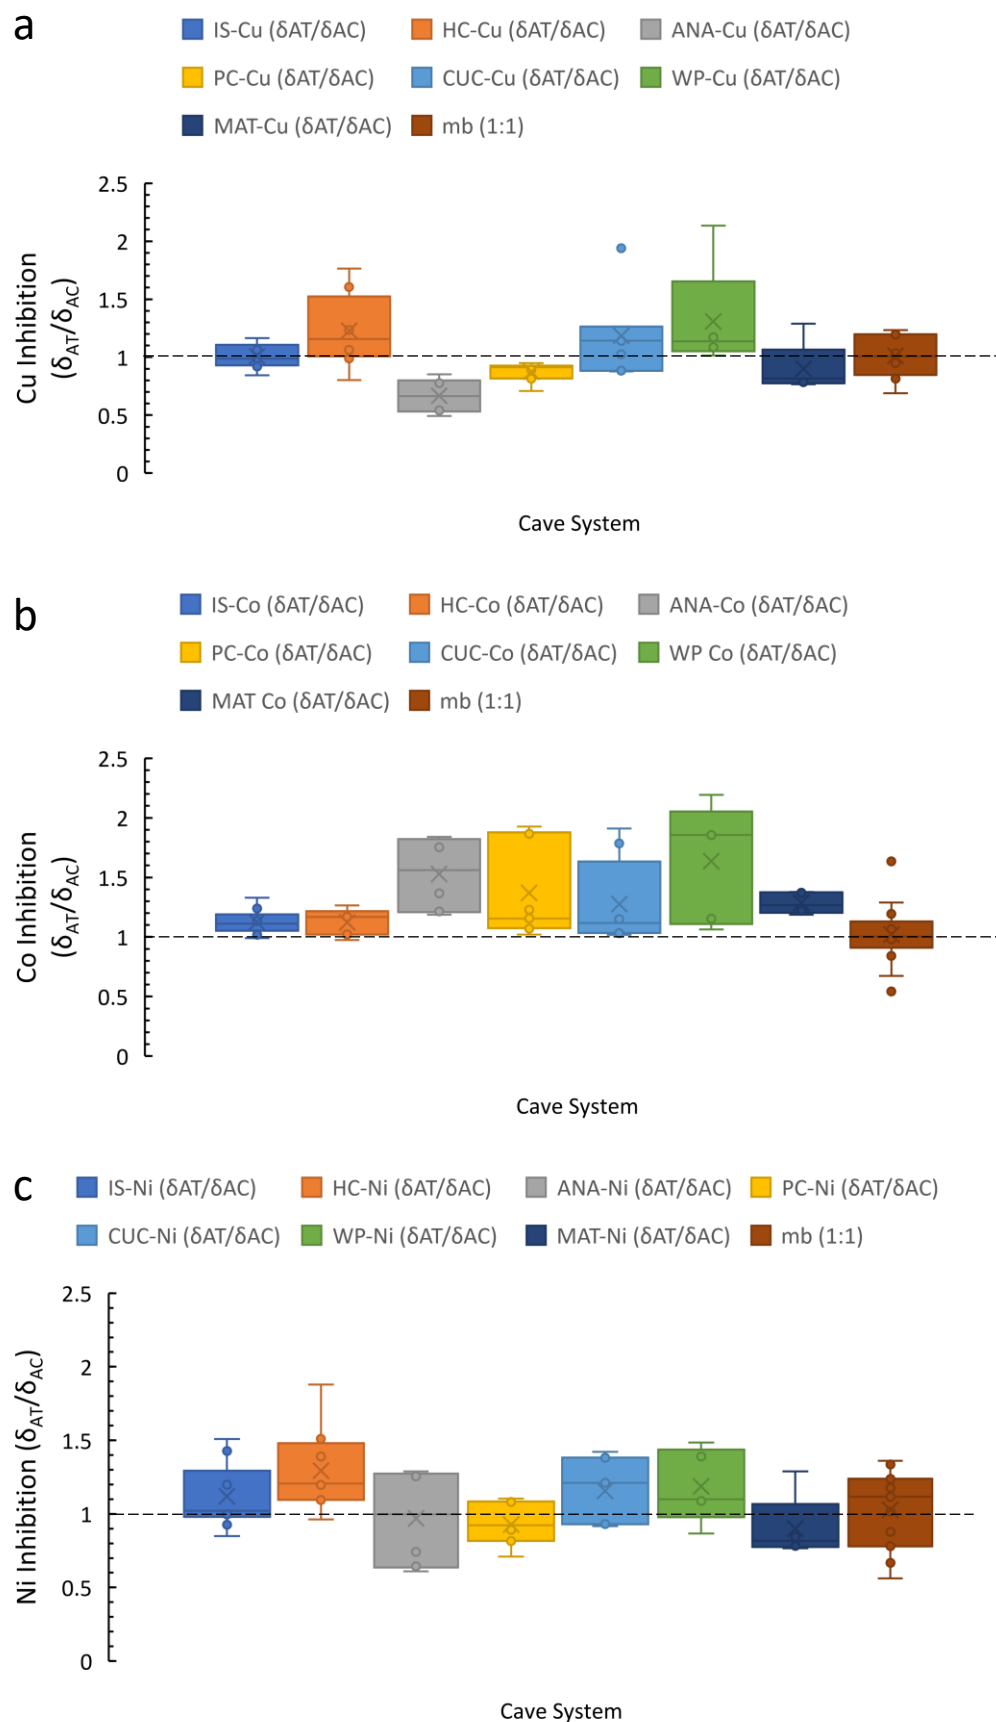 a
IS-Cu (δAT/δAC) HC-Cu (δAT/δAC) ANA-Cu (δAT/δAC)
PC-Cu (δAT/δAC) CUC-Cu (δAT/δAC) WP-Cu (δAT/δAC)
MAT-Cu (δAT/δAC) mb (1:1)
Cu Inhibition
(δAT/δAC)
2.5
2
1.5
1
0.5
0
Cave System
b
IS-Co (δAT/δAC) HC-Co (δAT/δAC) ANA-Co (δAT/δAC)
PC-Co (δAT/δAC) CUC-Co (δAT/δAC) WP Co (δAT/δAC)
MAT Co (δAT/δAC) mb (1:1)
Co Inhibition
(δAT/δAC)
2.5
2
1.5
1
0.5
0
Cave System
c
IS-Ni (δAT/δAC) HC-Ni (δAT/δAC) ANA-Ni (δAT/δAC) PC-Ni (δAT/δAC)
CUC-Ni (δAT/δAC) WP-Ni (δAT/δAC) MAT-Ni (δAT/δAC) mb (1:1)
Ni Inhibition (δAT/δAC)
2.5
2
1.5
1
0.5
0
Cave System